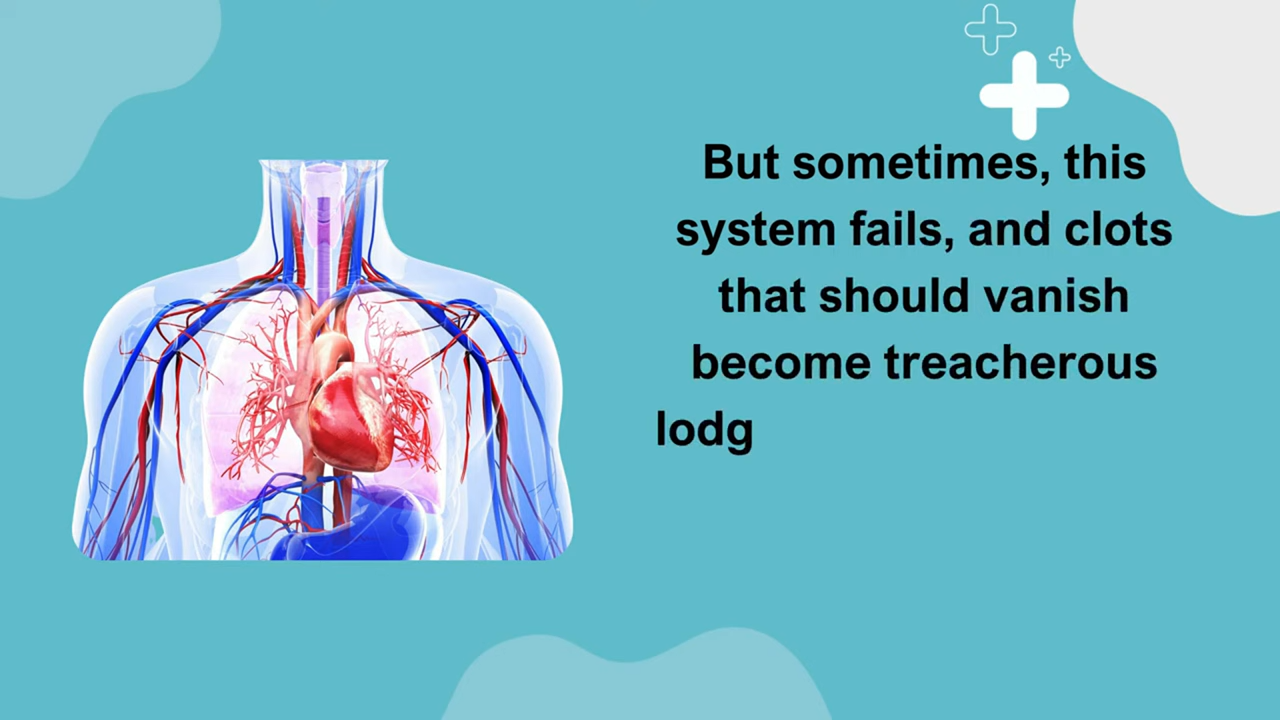 But sometimes, this
system fails, and clots
that should vanish
become treacherous
lodg